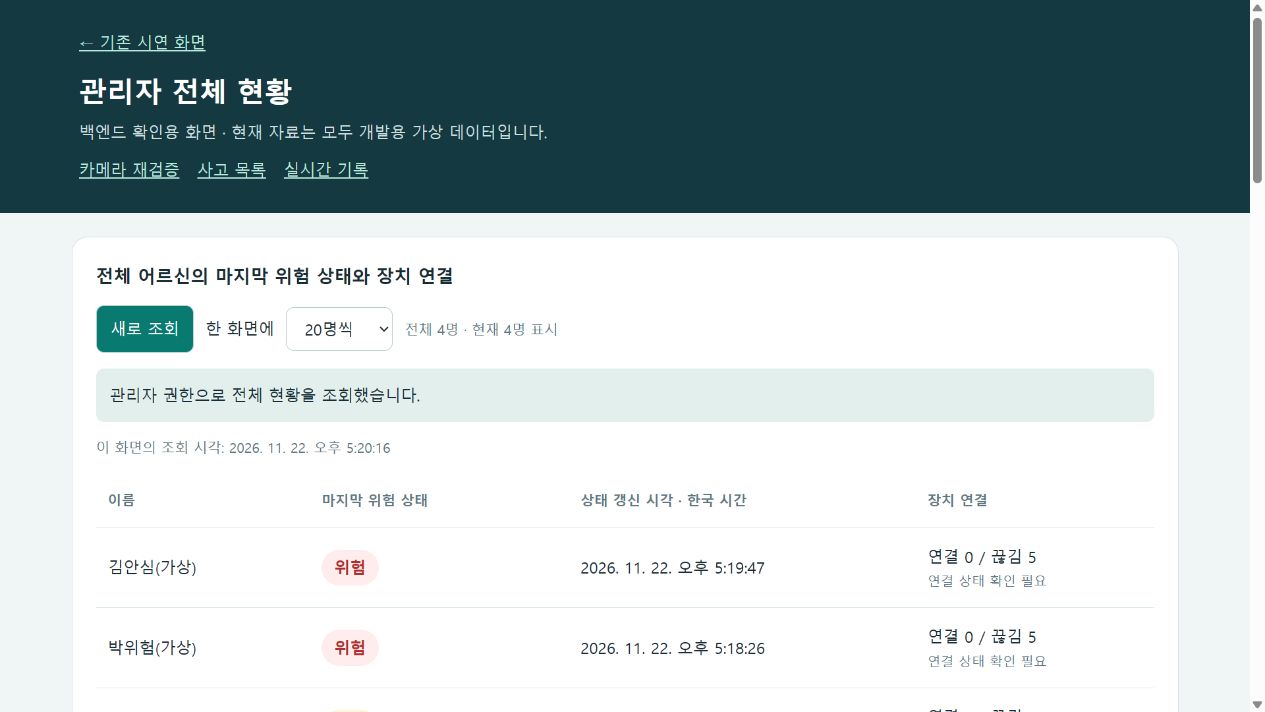 ← 기존 시연 화면
관리자 전체 현황
백엔드 확인용 화면 · 현재 자료는 모두 개발용 가상 데이터입니다.
카메라 재검증 사고 목록 실시간 기록
전체 어르신의 마지막 위험 상태와 장치 연결
새로 조회 한 화면에 20명씩 전체 4명 · 현재 4명 표시
관리자 권한으로 전체 현황을 조회했습니다.
이 화면의 조회 시각: 2026. 11. 22. 오후 5:20:16
이름 마지막 위험 상태 상태 갱신 시각 · 한국 시간 장치 연결
김안심(가상) 위험 2026. 11. 22. 오후 5:19:47 연결 0 / 끊김 5
연결 상태 확인 필요
박위험(가상) 위험 2026. 11. 22. 오후 5:18:26 연결 0 / 끊김 5
연결 상태 확인 필요